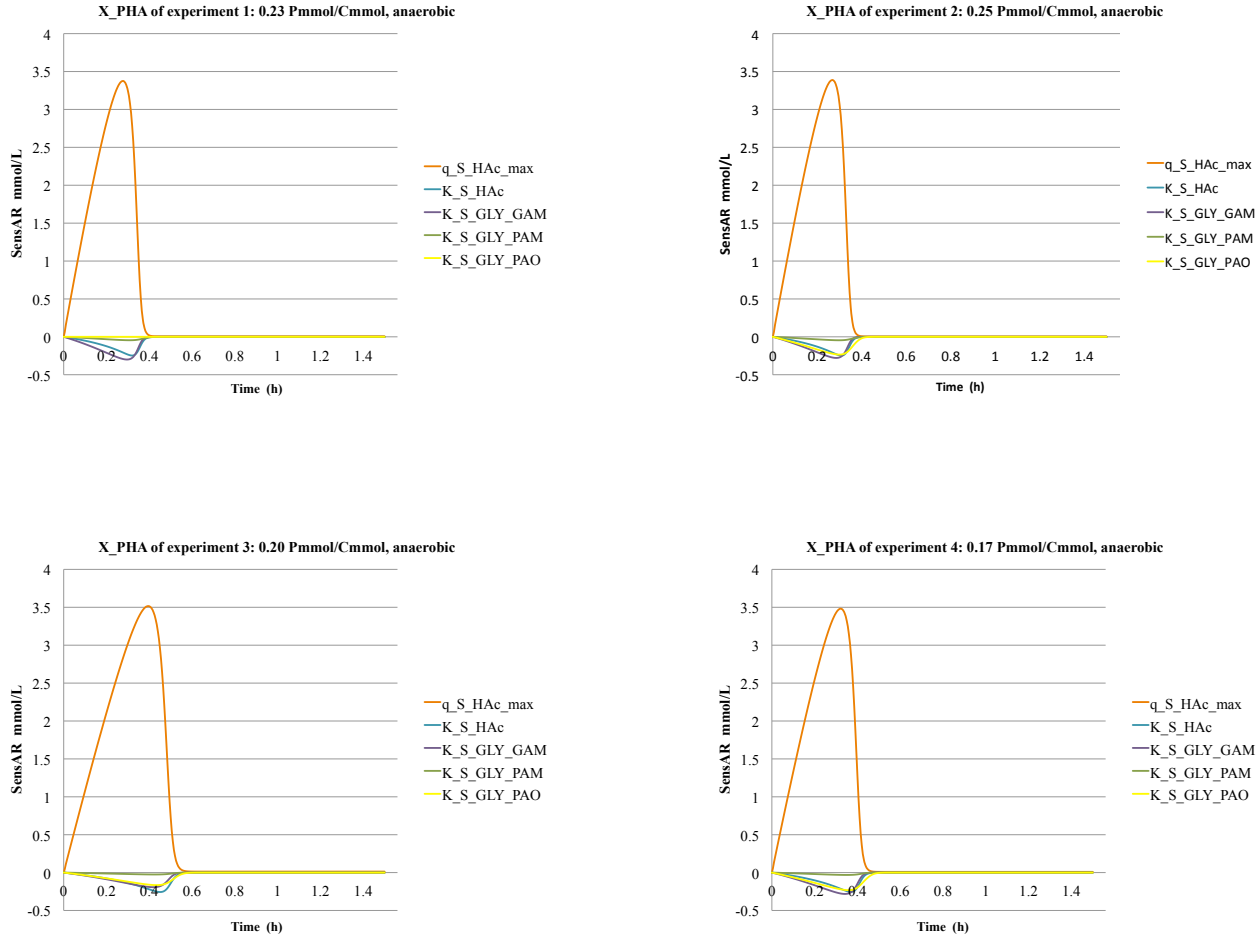 X_PHA of experiment 1: 0.23 Pmmol/Cmmol, anaerobic
4
3.5
3
2.5
2
1.5
1
0.5
0
-0.5
SensAR mmol/L
0 0.2 0.4 0.6 0.8 1 1.2 1.4
Time (h)
q_S_HAc_max
K_S_HAc
K_S_GLY_GAM
K_S_GLY_PAM
K_S_GLY_PAO
X_PHA of experiment 2: 0.25 Pmmol/Cmmol, anaerobic
4
3.5
3
2.5
2
1.5
1
0.5
0
-0.5
SensAR mmol/L
0 0.2 0.4 0.6 0.8 1 1.2 1.4
Time (h)
q_S_HAc_max
K_S_HAc
K_S_GLY_GAM
K_S_GLY_PAM
K_S_GLY_PAO
X_PHA of experiment 3: 0.20 Pmmol/Cmmol, anaerobic
4
3.5
3
2.5
2
1.5
1
0.5
0
-0.5
SensAR mmol/L
0 0.2 0.4 0.6 0.8 1 1.2 1.4
Time (h)
q_S_HAc_max
K_S_HAc
K_S_GLY_GAM
K_S_GLY_PAM
K_S_GLY_PAO
X_PHA of experiment 4: 0.17 Pmmol/Cmmol, anaerobic
4
3.5
3
2.5
2
1.5
1
0.5
0
-0.5
SensAR mmol/L
0 0.2 0.4 0.6 0.8 1 1.2 1.4
Time (h)
q_S_HAc_max
K_S_HAc
K_S_GLY_GAM
K_S_GLY_PAM
K_S_GLY_PAO